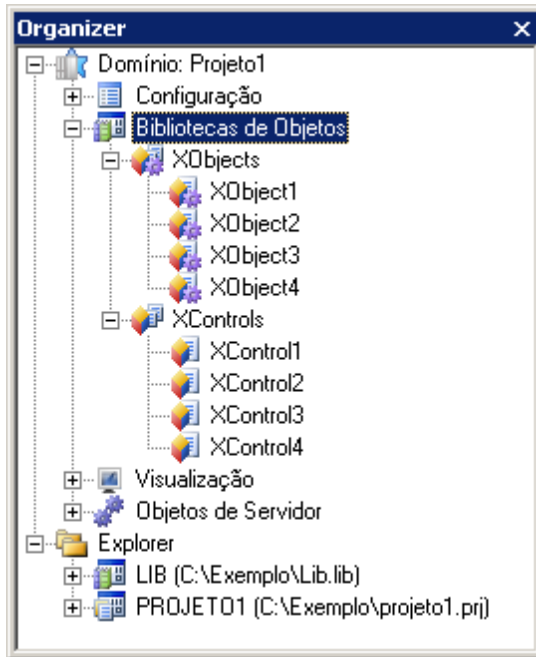 Organizer
Domínio: Projeto1
Configuração
Bibliotecas de Objetos
XObjects
XObject1
XObject2
XObject3
XObject4
XControls
XControl1
XControl2
XControl3
XControl4
Visualização
Objetos de Servidor
Explorer
LIB (C:\Exemplo\Lib.lib)
PROJETO1 (C:\Exemplo\projeto1.prj)